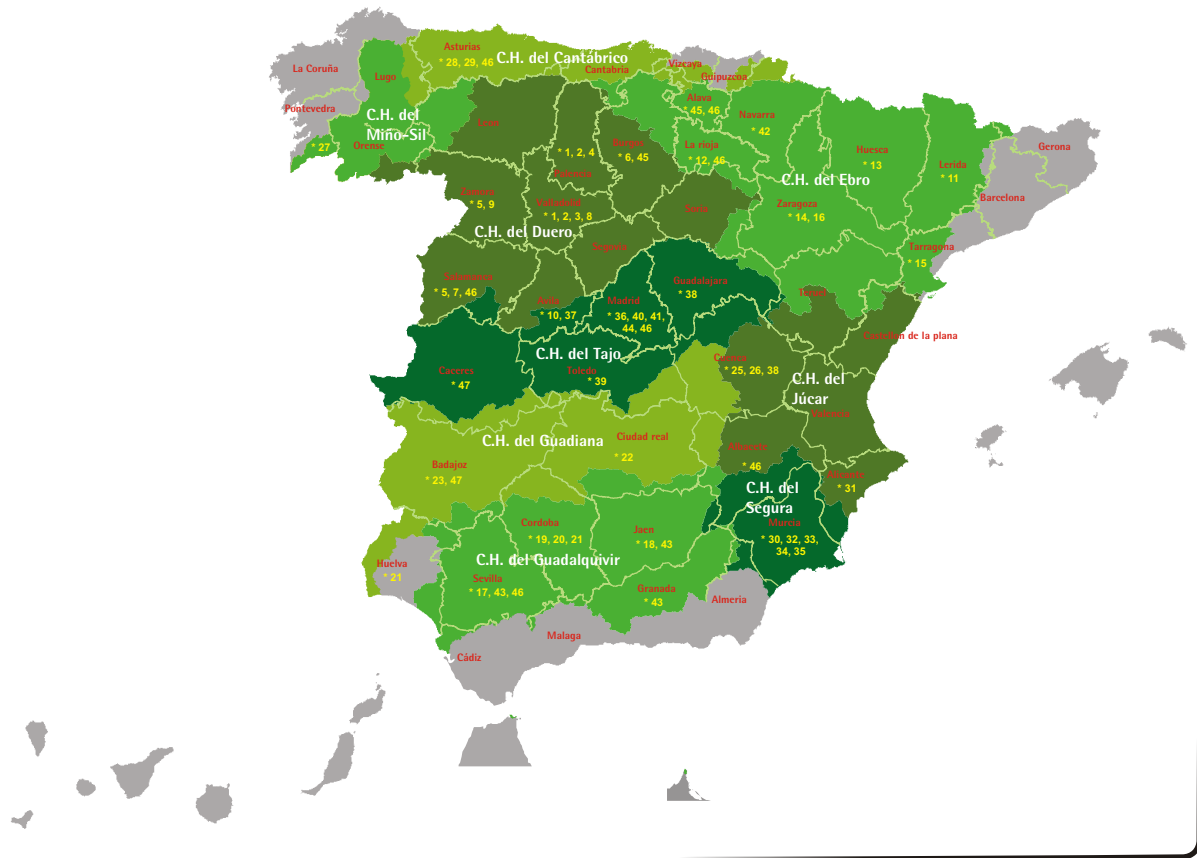 Asturias
* 28, 29, 46
C.H. del Cantábrico
Cantabria
Vizcaya
Guipuzcoa
La Coruña
Lugo
Pontevedra
C.H. del
Miño-Sil
* 27
Orense
Leon
* 1, 2, 4
Palencia
Burgos
* 6, 45
Alava
* 45, 46
Navarra
* 42
La rioja
* 12, 46
Huesca
* 13
Lerida
* 11
Gerona
Barcelona
C.H. del Ebro
Zaragoza
* 14, 16
Tarragona
* 15
Zamora
* 5, 9
Valladolid
* 1, 2, 3, 8
C.H. del Duero
Soria
Segovia
Salamanca
* 5, 7, 46
Avila
* 10, 37
Madrid
* 36, 40, 41,
44, 46
Guadalajara
* 38
Teruel
Castellon de la plana
C.H. del Tajo
Caceres
* 47
Toledo
* 39
Cuenca
* 25, 26, 38
C.H. del
Júcar
Valencia
C.H. del Guadiana
Ciudad real
* 22
Badajoz
* 23, 47
Albacete
* 46
Alicante
* 31
C.H. del
Segura
Murcia
* 30, 32, 33,
34, 35
Cordoba
* 19, 20, 21
Jaen
* 18, 43
C.H. del Guadalquivir
Huelva
* 21
Sevilla
* 17, 43, 46
Granada
* 43
Almeria
Malaga
Cádiz